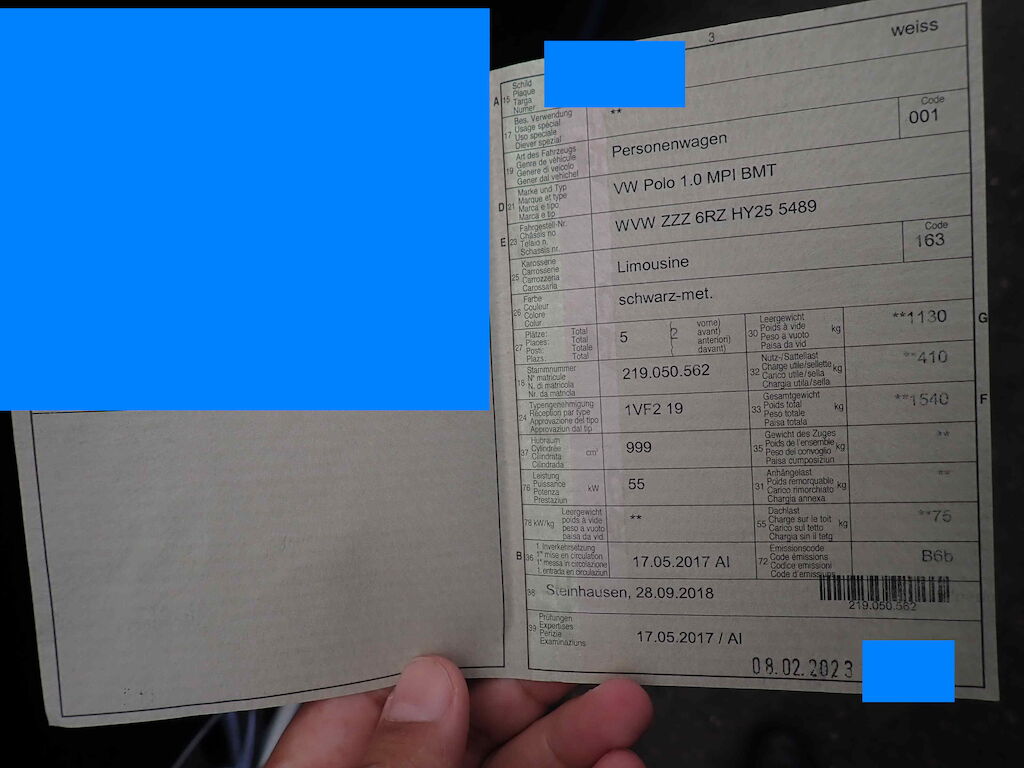 3
weiss
A 15 Schild
Plaque
Targa
Numer
17 Bes. Verwendung
Usage spécial
Uso speciale
Diever spezial
**
19 Art des Fahrzeugs
Genre de véhicule
Genere di veicolo
Gener dal vehichel
Personenwagen
Code
001
D 21 Marke und Typ
Marque et type
Marca e tipo
Marca e tip
VW Polo 1.0 MPI BMT
E 23 Fahrgestell-Nr.
Châssis no
Telaio n.
Schassis nr.
WVW ZZZ 6RZ HY25 5489
25 Karosserie
Carrosserie
Carrozzeria
Carossaria
Limousine
Code
163
26 Farbe
Couleur
Colore
Colur
schwarz-met.
27 Plätze: Total
Places: Total
Posti: Totale
Plazs: Total
5 (2 vorne)
( avant)
( anteriori)
( davant)
30 Leergewicht
Poids à vide kg
Peso a vuoto
Paisa da vid
**1130 G
18 Stammnummer
N° matricule
N. di matricola
Nr. da matricla
219.050.562
32 Nutz-/Sattellast
Charge utile/sellette kg
Carico utile/sella
Chargia utila/sella
**410
24 Typengenehmigung
Réception par type
Approvazione del tipo
Approvaziun dal tip
1VF2 19
33 Gesamtgewicht
Poids total kg
Peso totale
Paisa totala
**1540 F
37 Hubraum
Cylindrée cm³
Cilindrata
Cilindrada
999
35 Gewicht des Zuges
Poids de l'ensemble kg
Peso del convoglio
Paisa cumposiziun
**
76 Leistung
Puissance kW
Potenza
Prestaziun
55
31 Anhängelast
Poids remorquable kg
Carico rimorchiato
Chargia annexa
**
78 kW/kg Leergewicht
poids à vide
peso a vuoto
paisa da vid
**
55 Dachlast
Charge sur le toit kg
Carico sul tetto
Chargia sin il tetg
**75
B 36 1. Inverkehrsetzung
1re mise en circulation
1a messa in circolazione
1. entrada en circulaziun
17.05.2017 AI
72 Emissionscode
Code émissions
Codice emissioni
Code d'emissiuns
B6b
38 Steinhausen, 28.09.2018
219.050.562
39 Prüfungen
Expertises
Perizie
Examinaziuns
17.05.2017 / AI
08.02.2023